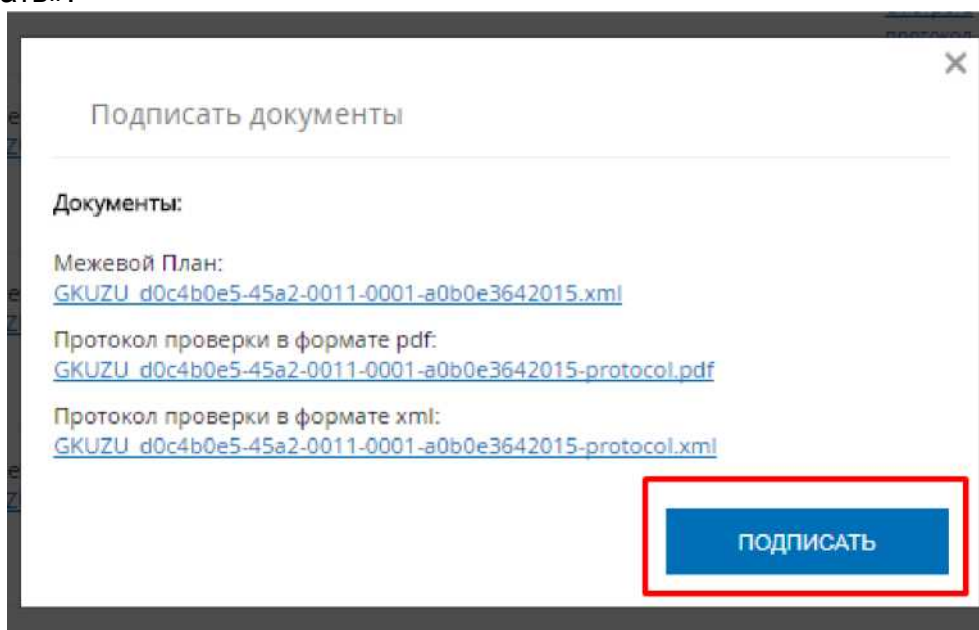 Подписать документы
Документы:
Межевой План:
GKUZU_d0c4b0e5-45a2-0011-0001-a0b0e3642015.xml
Протокол проверки в формате pdf:
GKUZU_d0c4b0e5-45a2-0011-0001-a0b0e3642015-protocol.pdf
Протокол проверки в формате xml:
GKUZU_d0c4b0e5-45a2-0011-0001-a0b0e3642015-protocol.xml
ПОДПИСАТЬ